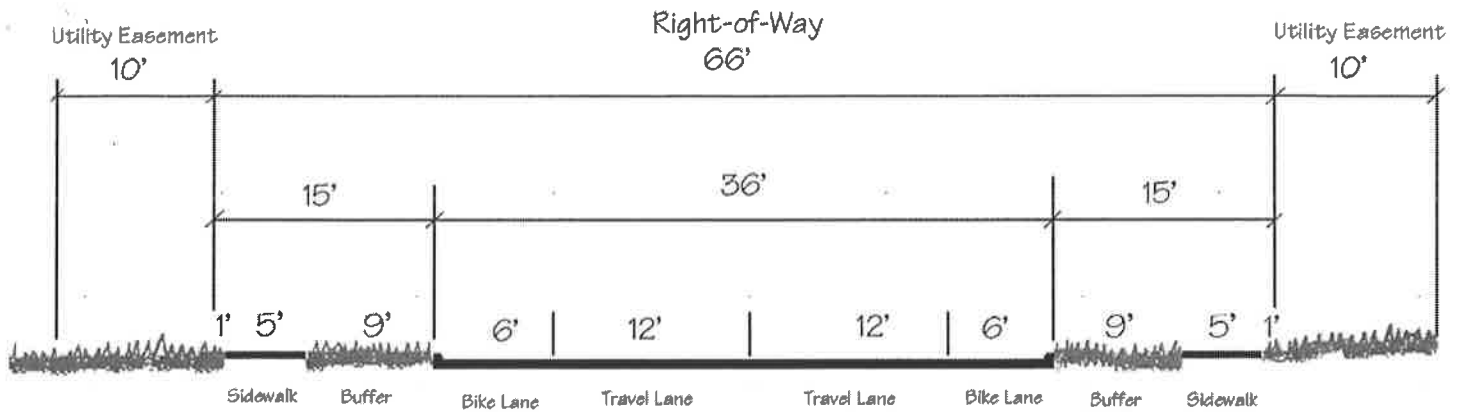 Utility Easement
10'
Right-of-Way
66'
Utility Easement
10'
15'
36'
15'
1' 5' 9' 6' 12' 12' 6' 9' 5' 1'
Sidewalk Buffer Bike Lane Travel Lane Travel Lane Bike Lane Buffer Sidewalk